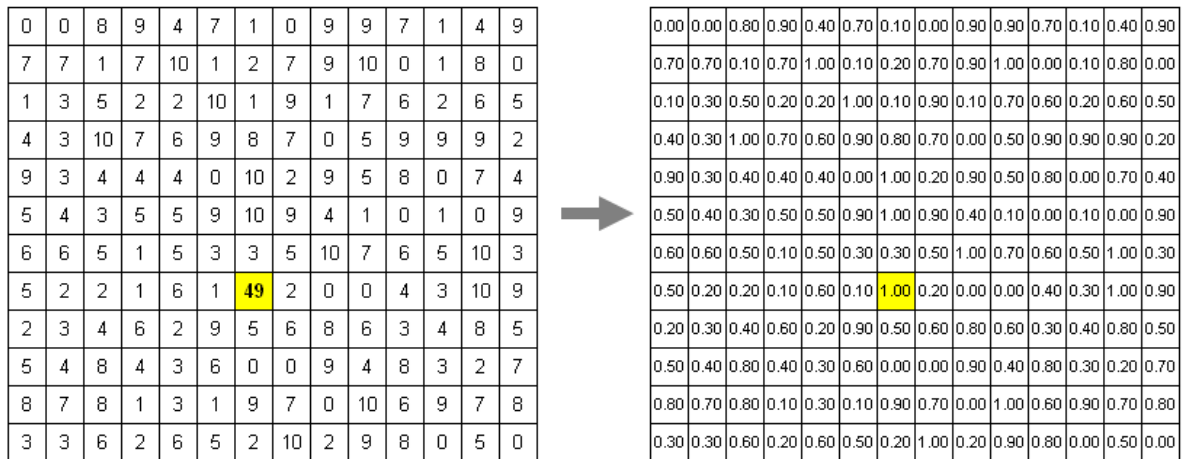 0 0 8 9 4 7 1 0 9 9 7 1 4 9
7 7 1 7 10 1 2 7 9 10 0 1 8 0
1 3 5 2 2 10 1 9 1 7 6 2 6 5
4 3 10 7 6 9 8 7 0 5 9 9 9 2
9 3 4 4 4 0 10 2 9 5 8 0 7 4
5 4 3 5 5 9 10 9 4 1 0 1 0 9
6 6 5 1 5 3 3 5 10 7 6 5 10 3
5 2 2 1 6 1 49 2 0 0 4 3 10 9
2 3 4 6 2 9 5 6 8 6 3 4 8 5
5 4 8 4 3 6 0 0 9 4 8 3 2 7
8 7 8 1 3 1 9 7 0 10 6 9 7 8
3 3 6 2 6 5 2 10 2 9 8 0 5 0
0.00 0.00 0.80 0.90 0.40 0.70 0.10 0.00 0.90 0.90 0.70 0.10 0.40 0.90
0.70 0.70 0.10 0.70 1.00 0.10 0.20 0.70 0.90 1.00 0.00 0.10 0.80 0.00
0.10 0.30 0.50 0.20 0.20 1.00 0.10 0.90 0.10 0.70 0.60 0.20 0.60 0.50
0.40 0.30 1.00 0.70 0.60 0.90 0.80 0.70 0.00 0.50 0.90 0.90 0.90 0.20
0.90 0.30 0.40 0.40 0.40 0.00 1.00 0.20 0.90 0.50 0.80 0.00 0.70 0.40
0.50 0.40 0.30 0.50 0.50 0.90 1.00 0.90 0.40 0.10 0.00 0.10 0.00 0.90
0.60 0.60 0.50 0.10 0.50 0.30 0.30 0.50 1.00 0.70 0.60 0.50 1.00 0.30
0.50 0.20 0.20 0.10 0.60 0.10 1.00 0.20 0.00 0.00 0.40 0.30 1.00 0.90
0.20 0.30 0.40 0.60 0.20 0.90 0.50 0.60 0.80 0.60 0.30 0.40 0.80 0.50
0.50 0.40 0.80 0.40 0.30 0.60 0.00 0.00 0.90 0.40 0.80 0.30 0.20 0.70
0.80 0.70 0.80 0.10 0.30 0.10 0.90 0.70 0.00 1.00 0.60 0.90 0.70 0.80
0.30 0.30 0.60 0.20 0.60 0.50 0.20 1.00 0.20 0.90 0.80 0.00 0.50 0.00